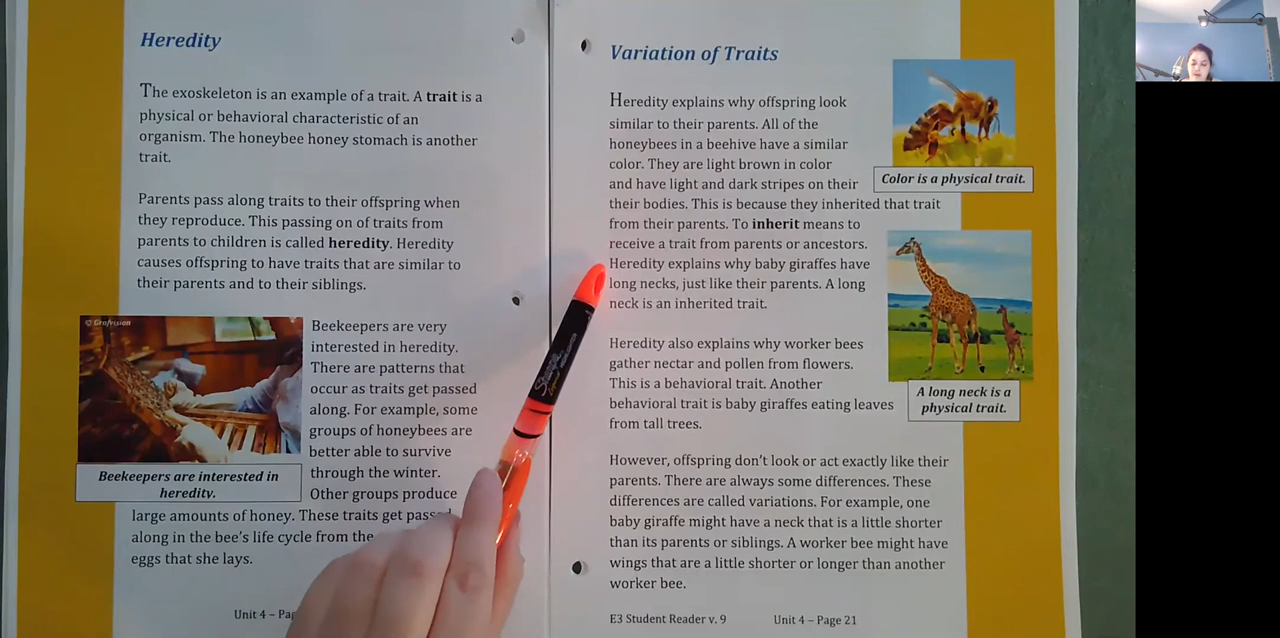 Heredity
The exoskeleton is an example of a trait. A trait is a
physical or behavioral characteristic of an
organism. The honeybee honey stomach is another
trait.
Parents pass along traits to their offspring when
they reproduce. This passing on of traits from
parents to children is called heredity. Heredity
causes offspring to have traits that are similar to
their parents and to their siblings.
© Grafvision
Beekeepers are interested in
heredity.
Beekeepers are very
interested in heredity.
There are patterns that
occur as traits get passed
along. For example, some
groups of honeybees are
better able to survive
through the winter.
Other groups produce
large amounts of honey. These traits get passed
along in the bee's life cycle from the
eggs that she lays.
Unit 4 –
Variation of Traits
Heredity explains why offspring look
similar to their parents. All of the
honeybees in a beehive have a similar
color. They are light brown in color
and have light and dark stripes on their
their bodies. This is because they inherited that trait
from their parents. To inherit means to
receive a trait from parents or ancestors.
Heredity explains why baby giraffes have
long necks, just like their parents. A long
neck is an inherited trait.
Color is a physical trait.
Heredity also explains why worker bees
gather nectar and pollen from flowers.
This is a behavioral trait. Another
behavioral trait is baby giraffes eating leaves
from tall trees.
A long neck is a
physical trait.
However, offspring don't look or act exactly like their
parents. There are always some differences. These
differences are called variations. For example, one
baby giraffe might have a neck that is a little shorter
than its parents or siblings. A worker bee might have
wings that are a little shorter or longer than another
worker bee.
E3 Student Reader v. 9 Unit 4 – Page 21
Sharpie